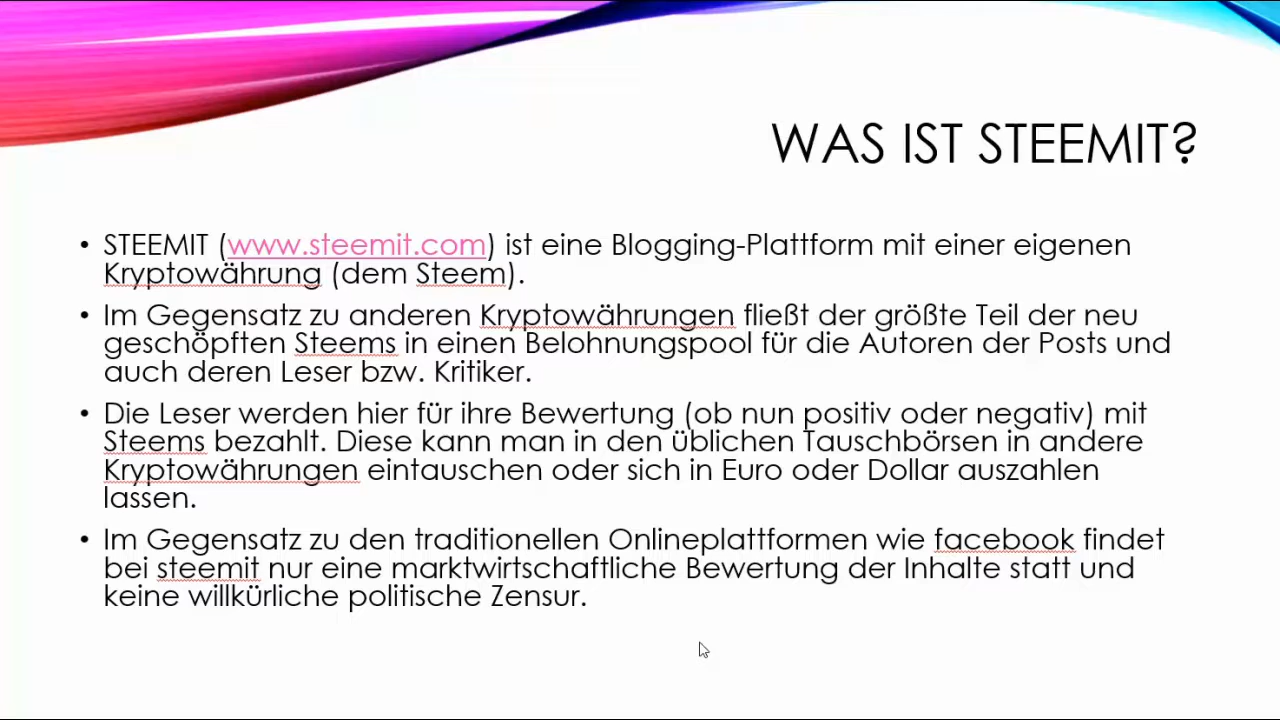 WAS IST STEEMIT?
• STEEMIT (www.steemit.com) ist eine Blogging-Plattform mit einer eigenen
Kryptowährung (dem Steem).
• Im Gegensatz zu anderen Kryptowährungen fließt der größte Teil der neu
geschöpften Steems in einen Belohnungspool für die Autoren der Posts und
auch deren Leser bzw. Kritiker.
• Die Leser werden hier für ihre Bewertung (ob nun positiv oder negativ) mit
Steems bezahlt. Diese kann man in den üblichen Tauschbörsen in andere
Kryptowährungen eintauschen oder sich in Euro oder Dollar auszahlen
lassen.
• Im Gegensatz zu den traditionellen Onlineplattformen wie facebook findet
bei steemit nur eine marktwirtschaftliche Bewertung der Inhalte statt und
keine willkürliche politische Zensur.